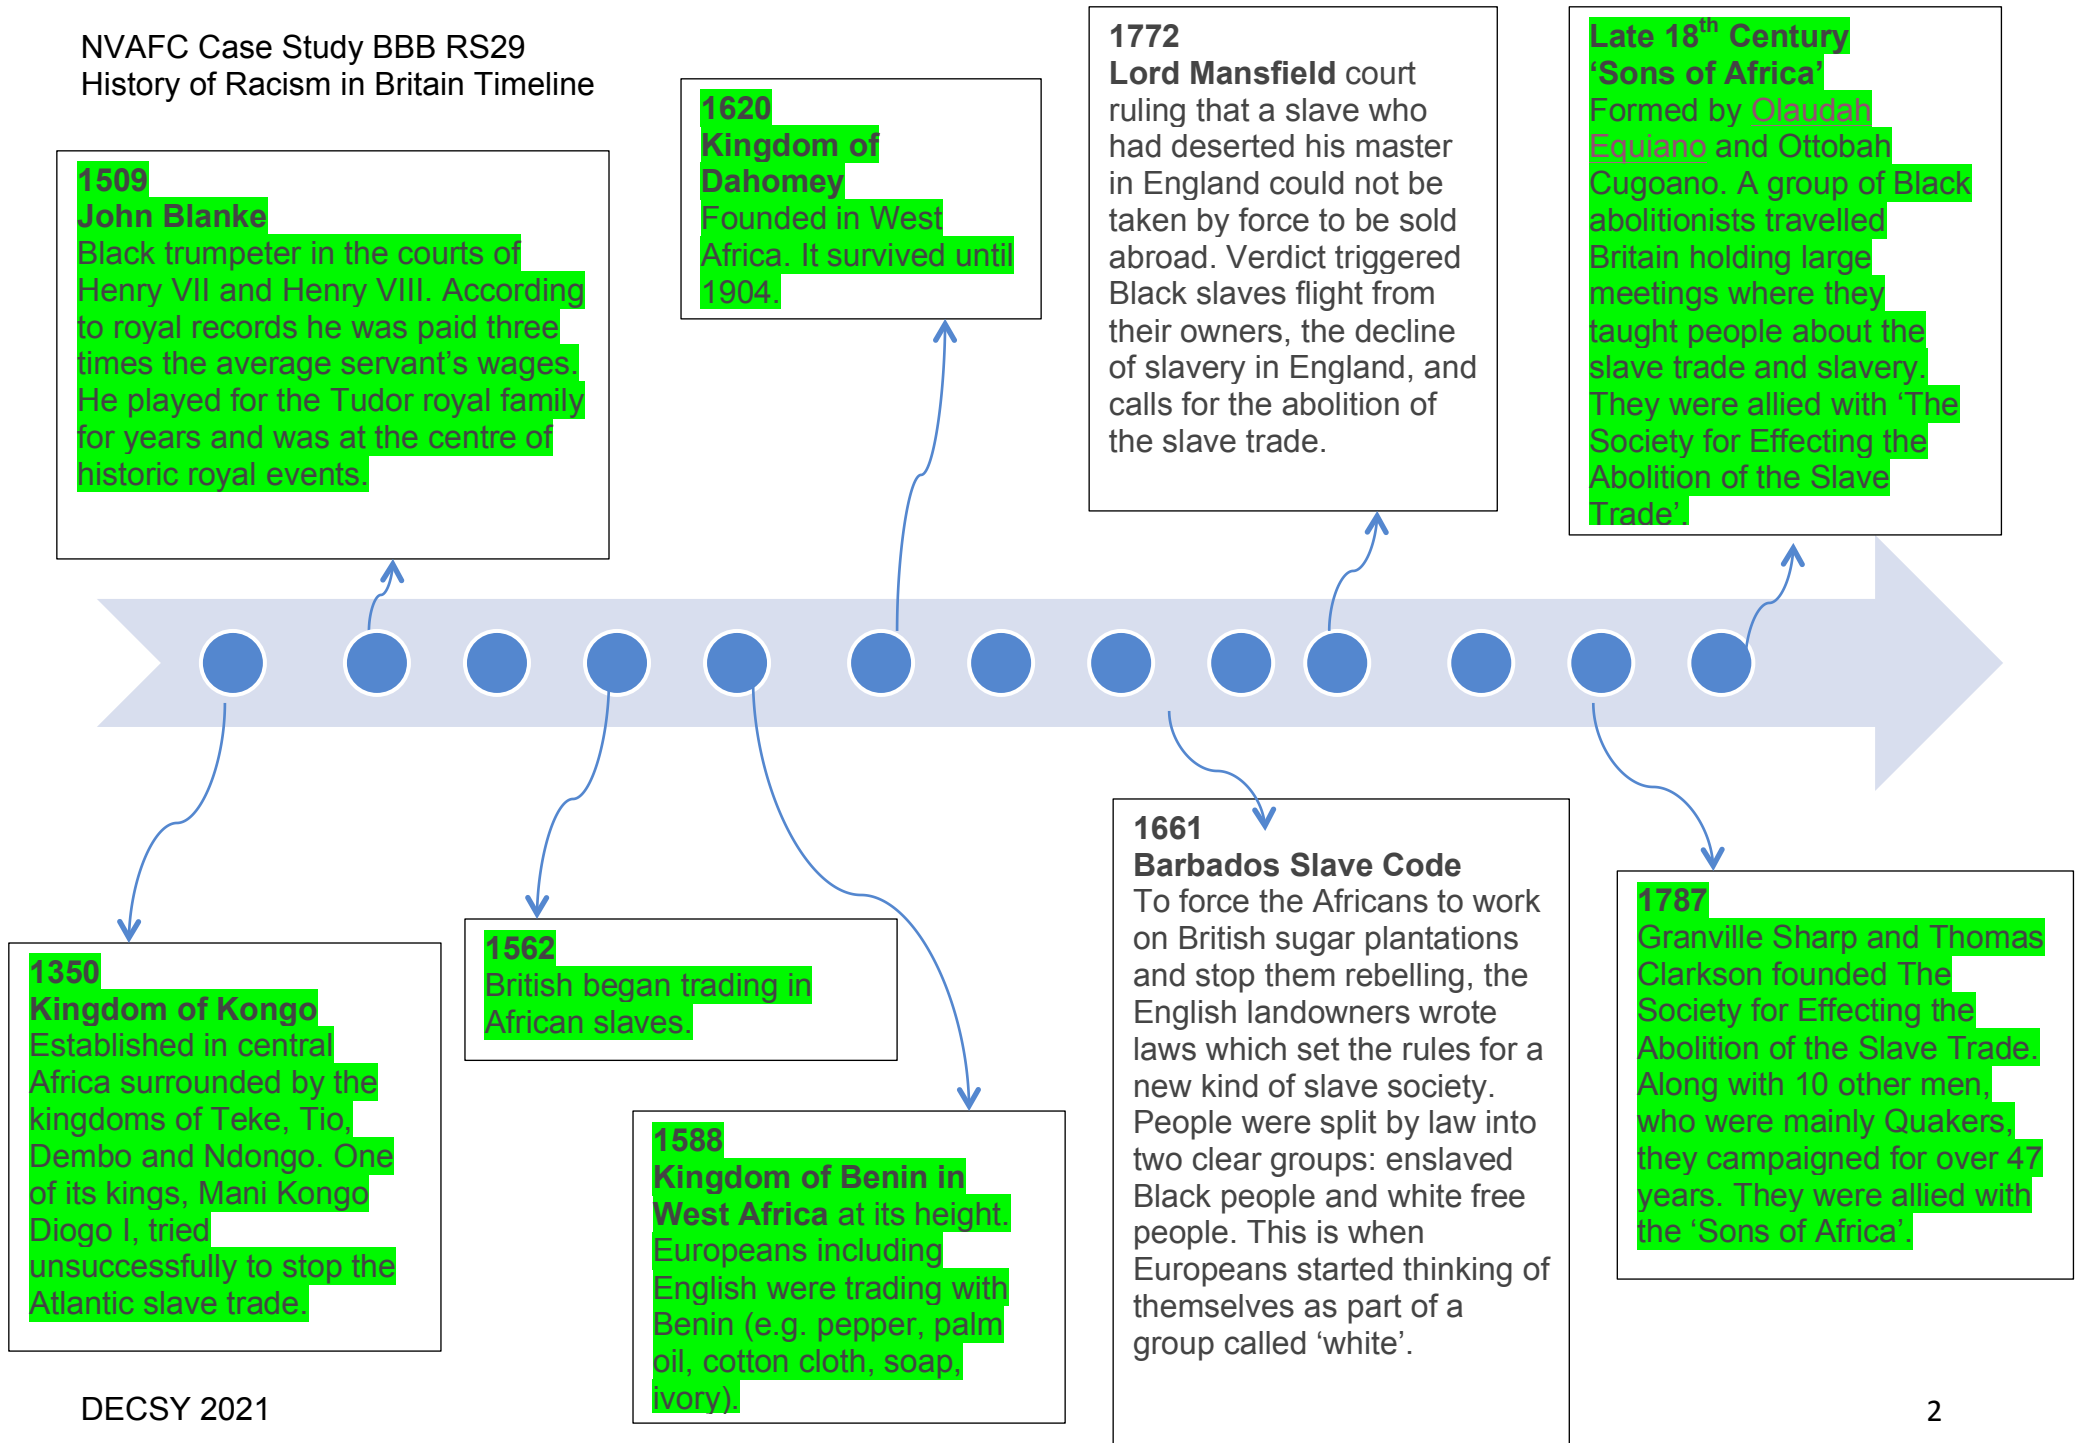 NVAFC Case Study BBB RS29
History of Racism in Britain Timeline
1509
John Blanke
Black trumpeter in the courts of
Henry VII and Henry VIII. According
to royal records he was paid three
times the average servant’s wages.
He played for the Tudor royal family
for years and was at the centre of
historic royal events.
1620
Kingdom of
Dahomey
Founded in West
Africa. It survived until
1904.
1772
Lord Mansfield court
ruling that a slave who
had deserted his master
in England could not be
taken by force to be sold
abroad. Verdict triggered
Black slaves flight from
their owners, the decline
of slavery in England, and
calls for the abolition of
the slave trade.
Late 18th Century
‘Sons of Africa’
Formed by Olaudah
Equiano and Ottobah
Cugoano. A group of Black
abolitionists travelled
Britain holding large
meetings where they
taught people about the
slave trade and slavery.
They were allied with ‘The
Society for Effecting the
Abolition of the Slave
Trade’.
1350
Kingdom of Kongo
Established in central
Africa surrounded by the
kingdoms of Teke, Tio,
Dembo and Ndongo. One
of its kings, Mani Kongo
Diogo I, tried
unsuccessfully to stop the
Atlantic slave trade.
1562
British began trading in
African slaves.
1588
Kingdom of Benin in
West Africa at its height.
Europeans including
English were trading with
Benin (e.g. pepper, palm
oil, cotton cloth, soap,
ivory).
1661
Barbados Slave Code
To force the Africans to work
on British sugar plantations
and stop them rebelling, the
English landowners wrote
laws which set the rules for a
new kind of slave society.
People were split by law into
two clear groups: enslaved
Black people and white free
people. This is when
Europeans started thinking of
themselves as part of a
group called ‘white’.
1787
Granville Sharp and Thomas
Clarkson founded The
Society for Effecting the
Abolition of the Slave Trade.
Along with 10 other men,
who were mainly Quakers,
they campaigned for over 47
years. They were allied with
the ‘Sons of Africa’.
DECSY 2021
2